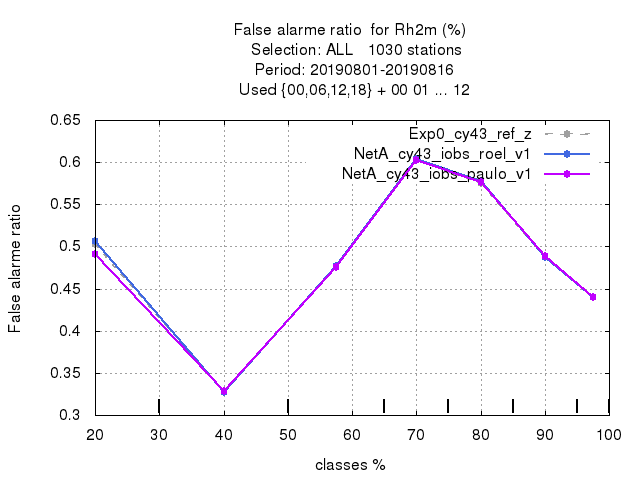 False alarme ratio  for Rh2m (%)
Selection: ALL   1030 stations
Period: 20190801-20190816
Used {00,06,12,18} + 00 01 ... 12
0.65
0.6
0.55
0.5
0.45
0.4
0.35
0.3
False alarme ratio
Exp0_cy43_ref_z
NetA_cy43_iobs_roel_v1
NetA_cy43_iobs_paulo_v1
20 30 40 50 60 70 80 90 100
classes %